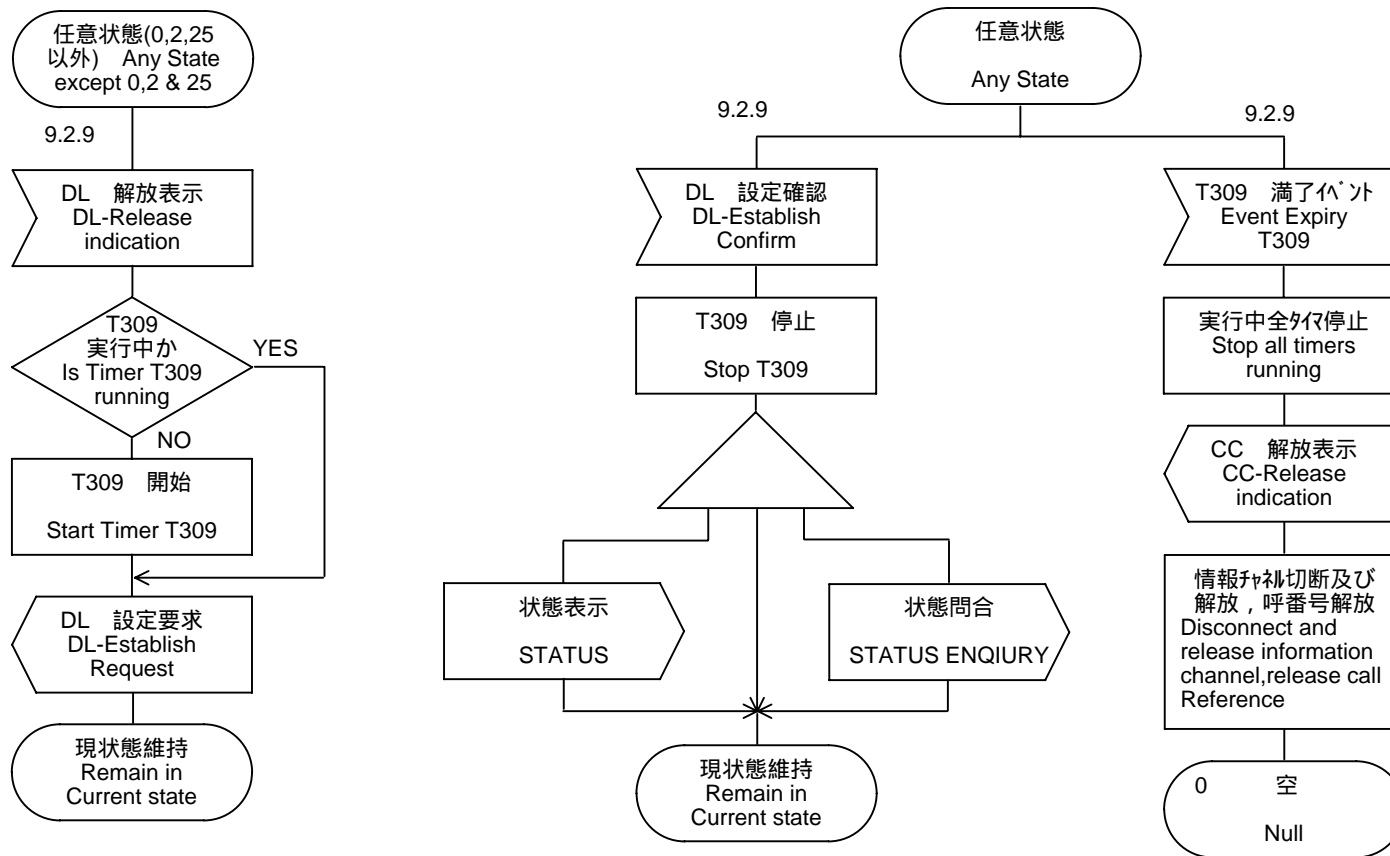 任意状態(0,2,25
以外) Any State
except 0,2 & 25
9.2.9
DL 解放表示
DL-Release
indication
T309
実行中か
Is Timer T309
running
YES
NO
T309 開始
Start Timer T309
DL 設定要求
DL-Establish
Request
現状態維持
Remain in
Current state
任意状態
Any State
9.2.9
DL 設定確認
DL-Establish
Confirm
T309 停止
Stop T309
状態表示
STATUS
状態問合
STATUS ENQIURY
現状態維持
Remain in
Current state
9.2.9
T309 満了ｲﾍﾞﾝﾄ
Event Expiry
T309
実行中全ﾀｲﾏ停止
Stop all timers
running
CC 解放表示
CC-Release
indication
情報ﾁｬﾈﾙ切断及び
解放，呼番号解放
Disconnect and
release information
channel,release call
Reference
0 空
Null